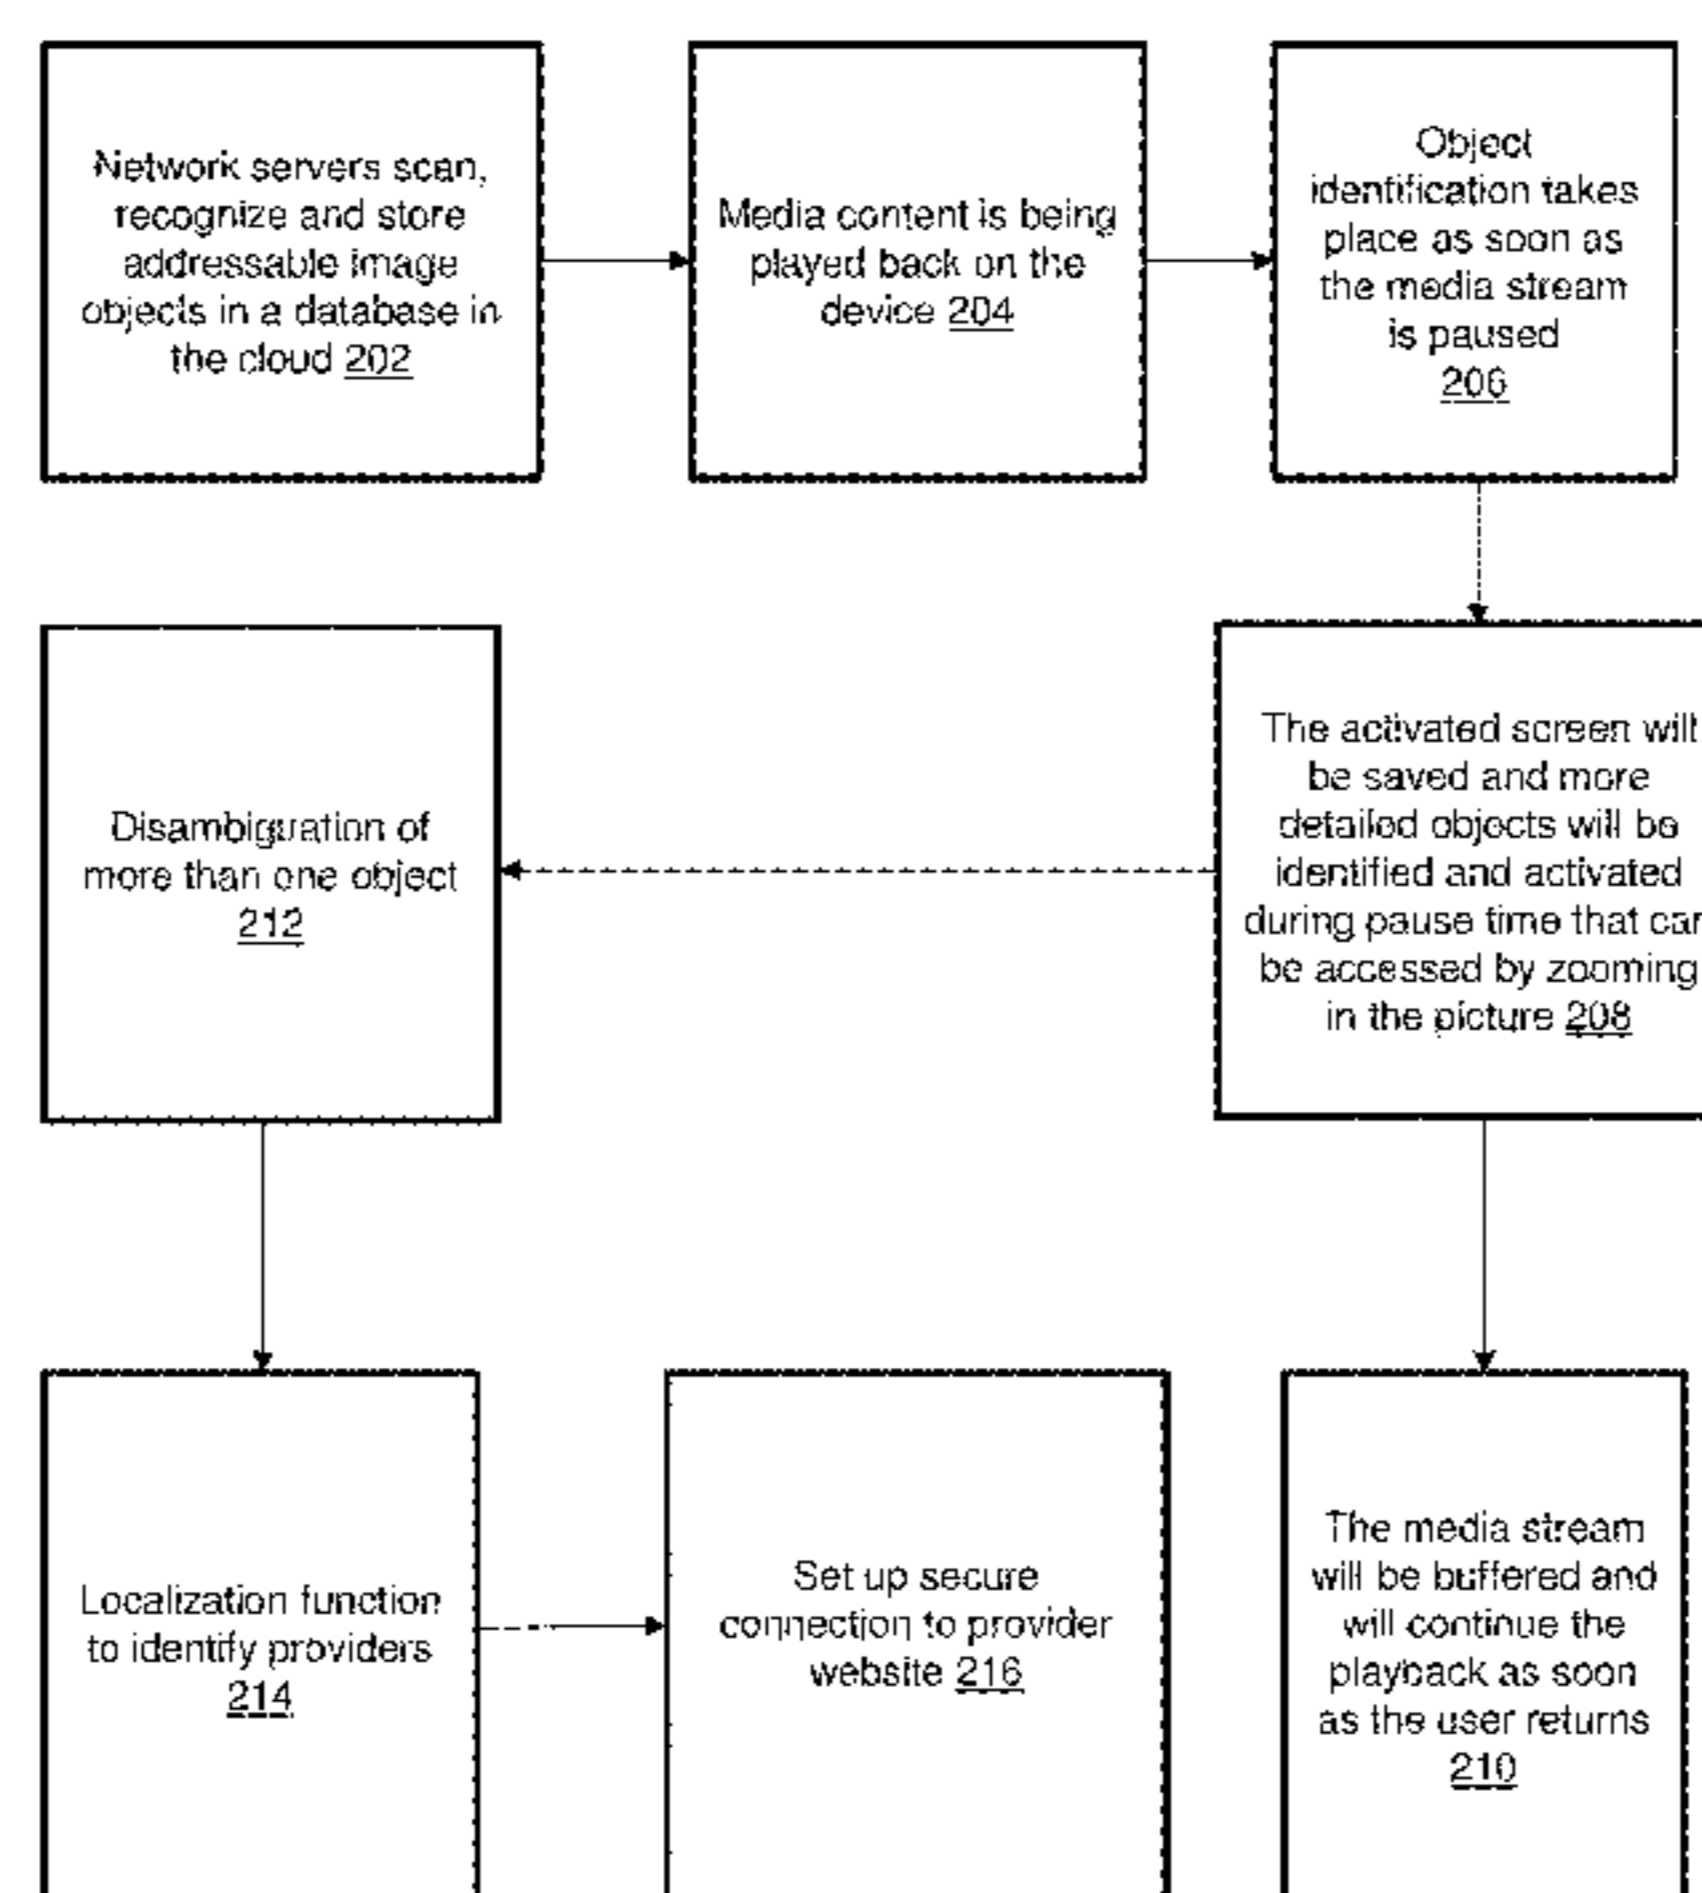 Network servers scan,
recognize and store
addressable image
objects in a database in
the cloud 202
Media content is being
played back on the
device 204
Object
identification takes
place as soon as
the media stream
is paused
206
The activated screen will
be saved and more
detailed objects will be
identified and activated
during pause time that can
be accessed by zooming
in the picture 208
Disambiguation of
more than one object
212
Localization function
to identify providers
214
Set up secure
connection to provider
website 216
The media stream
will be buffered and
will continue the
playback as soon
as the user returns
210